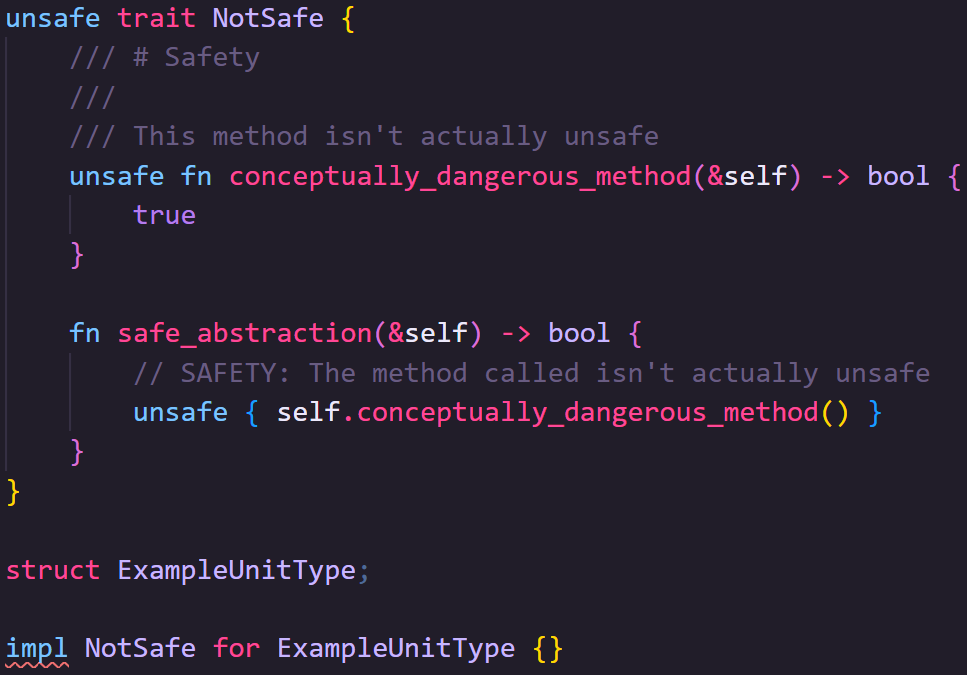 unsafe trait NotSafe {
    /// # Safety
    ///
    /// This method isn't actually unsafe
    unsafe fn conceptually_dangerous_method(&self) -> bool {
        true
    }

    fn safe_abstraction(&self) -> bool {
        // SAFETY: The method called isn't actually unsafe
        unsafe { self.conceptually_dangerous_method() }
    }
}

struct ExampleUnitType;

impl NotSafe for ExampleUnitType {}